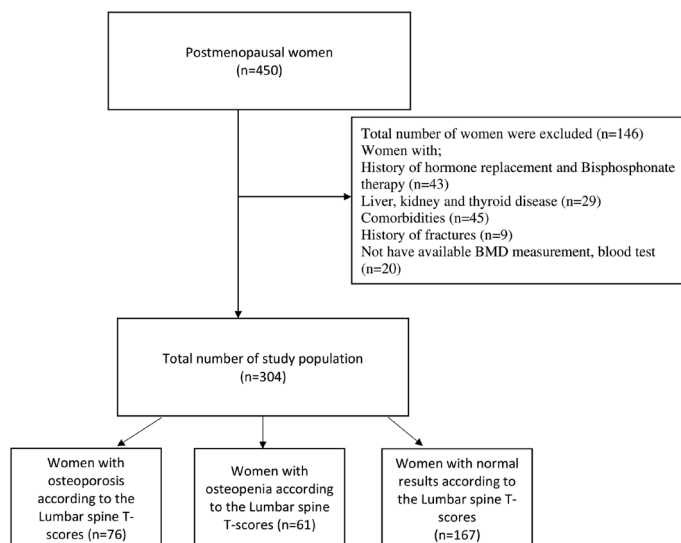 Postmenopausal women
(n=450)
Total number of women were excluded (n=146)
Women with;
History of hormone replacement and Bisphosphonate
therapy (n=43)
Liver, kidney and thyroid disease (n=29)
Comorbidities (n=45)
History of fractures (n=9)
Not have available BMD measurement, blood test
(n=20)
Total number of study population
(n=304)
Women with
osteoporosis
according to the
Lumbar spine T-
scores (n=76)
Women with
osteopenia according
to the Lumbar spine
T-scores (n=61)
Women with normal
results according to
the Lumbar spine T-
scores
(n=167)